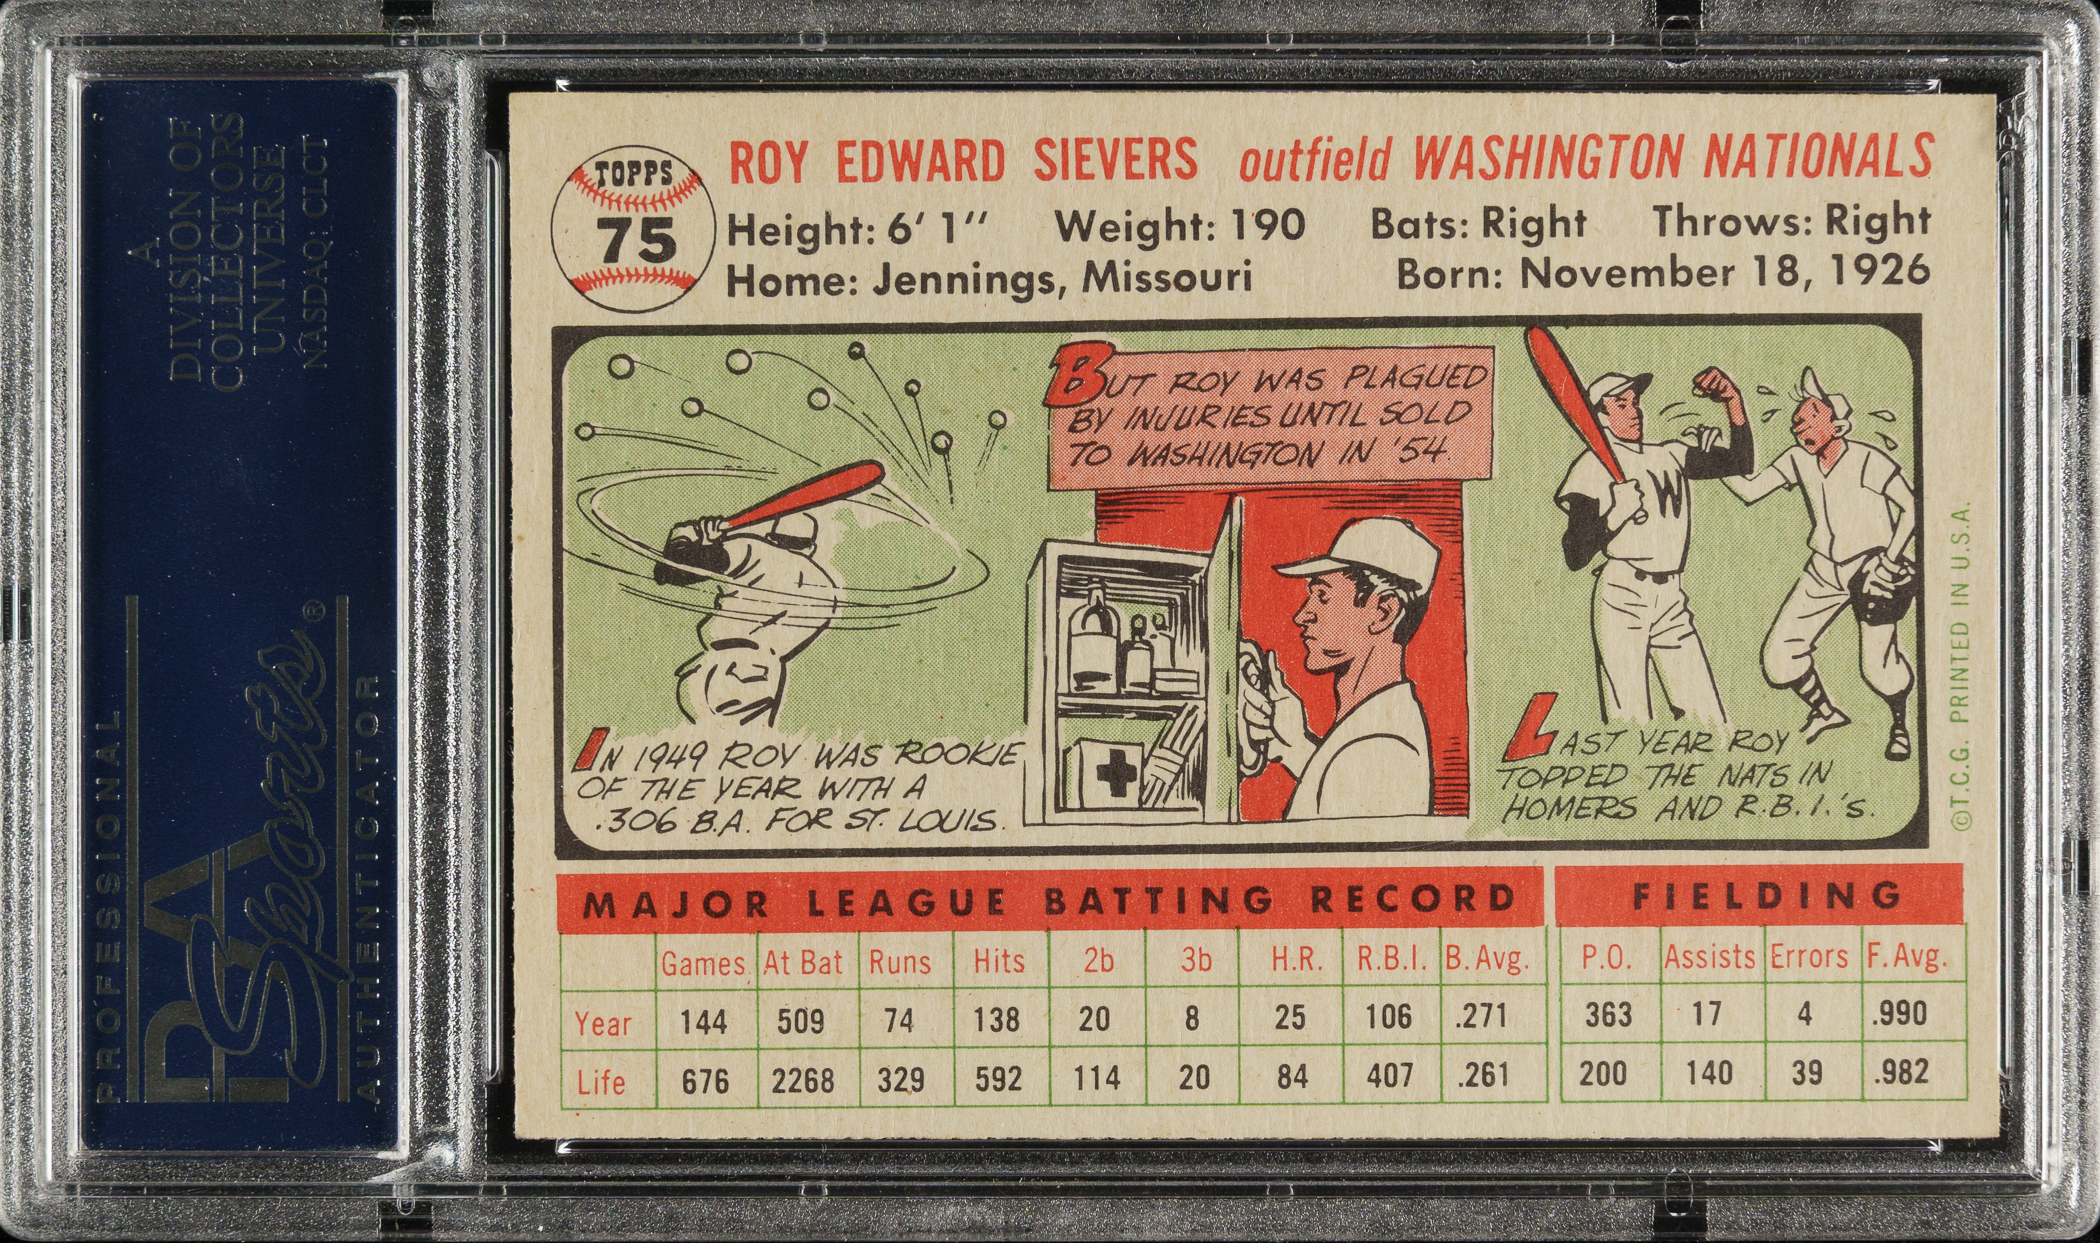 A
DIVISION OF
COLLECTORS
UNIVERSE
NASDAQ: CLCT
PROFESSIONAL
PSA
Sports®
AUTHENTICATOR
TOPPS
75
ROY EDWARD SIEVERS outfield WASHINGTON NATIONALS
Height: 6' 1" Weight: 190 Bats: Right Throws: Right
Home: Jennings, Missouri Born: November 18, 1926
IN 1949 ROY WAS ROOKIE
OF THE YEAR WITH A
.306 B.A. FOR ST. LOUIS.
BUT ROY WAS PLAGUED
BY INJURIES UNTIL SOLD
TO WASHINGTON IN '54
W
LAST YEAR ROY
TOPPED THE NATS IN
HOMERS AND R.B.I.'s.
©T.C.G. PRINTED IN U.S.A.
MAJOR LEAGUE BATTING RECORD FIELDING
Games At Bat Runs Hits 2b 3b H.R. R.B.I. B. Avg. P.O. Assists Errors F. Avg.
Year 144 509 74 138 20 8 25 106 .271 363 17 4 .990
Life 676 2268 329 592 114 20 84 407 .261 200 140 39 .982